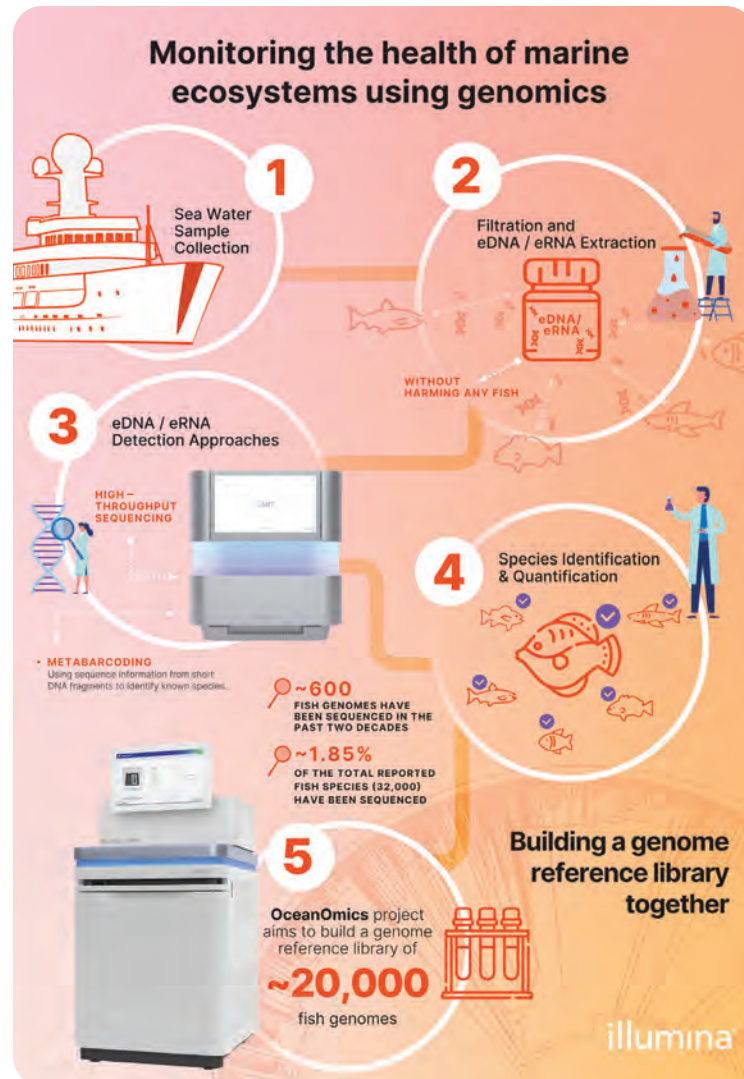 Monitoring the health of marine
ecosystems using genomics
1
Sea Water
Sample
Collection
2
Filtration and
eDNA / eRNA Extraction
eDNA/
eRNA
WITHOUT
HARMING ANY FISH
3
eDNA / eRNA
Detection Approaches
HIGH –
THROUGHPUT
SEQUENCING
• METABARCODING
Using sequence information from short
DNA fragments to identify known species.
4
Species Identification
& Quantification
~600
FISH GENOMES HAVE
BEEN SEQUENCED IN THE
PAST TWO DECADES
~1.85%
OF THE TOTAL REPORTED
FISH SPECIES (32,000)
HAVE BEEN SEQUENCED
5
OceanOmics project
aims to build a genome
reference library of
~20,000
fish genomes
Building a genome
reference library
together
illumina